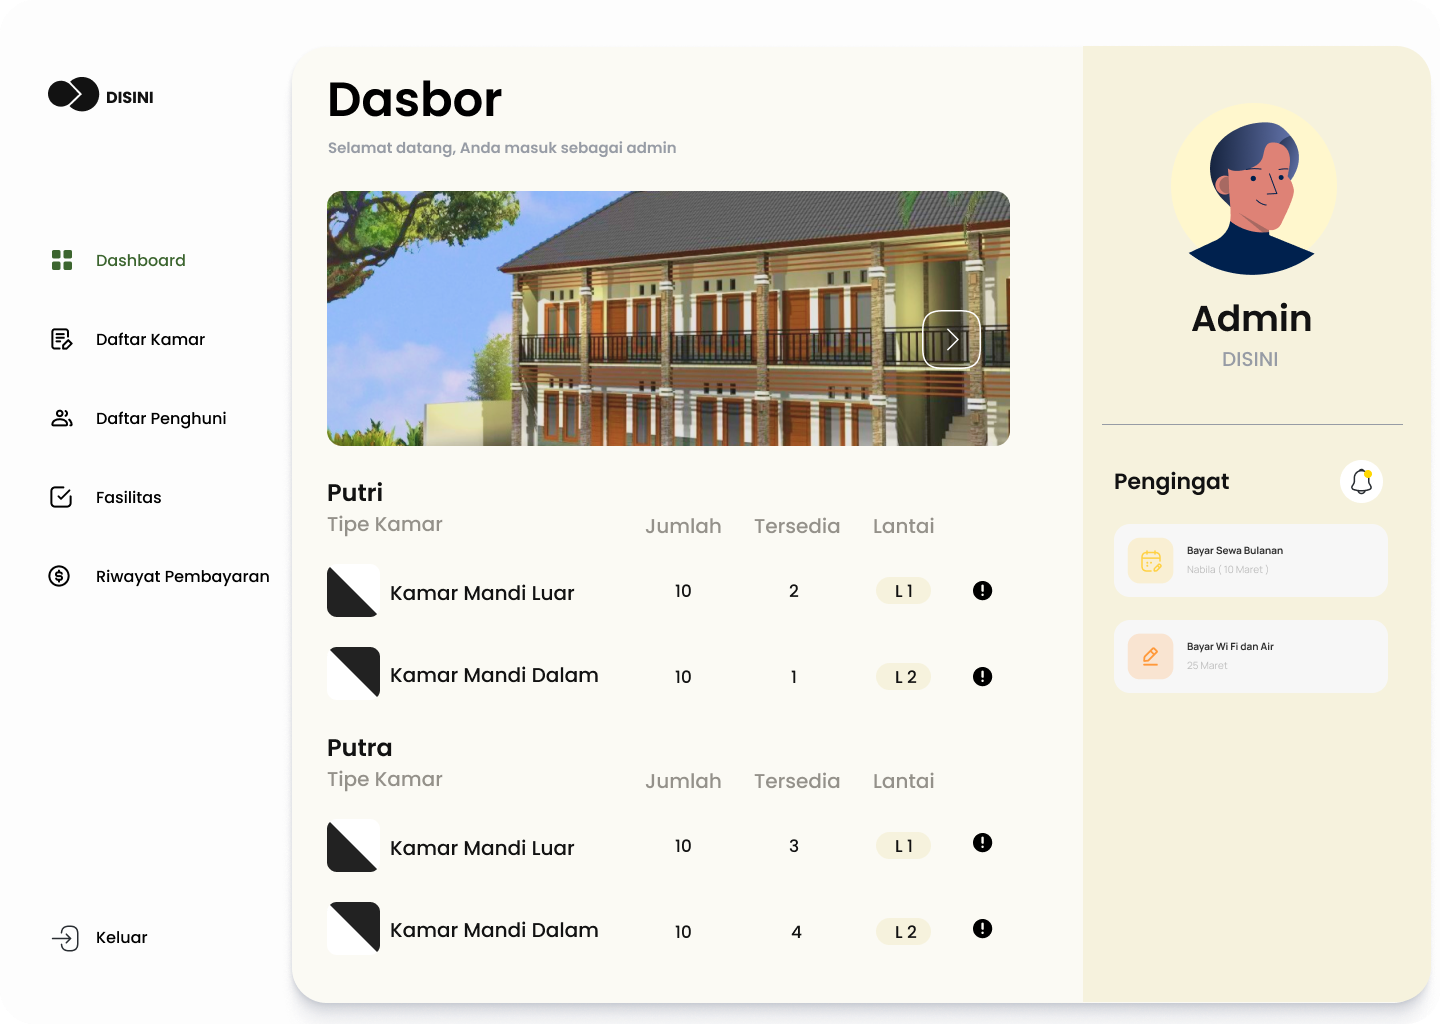 DISINI
Dashboard
Daftar Kamar
Daftar Penghuni
Fasilitas
Riwayat Pembayaran
Keluar
Dasbor
Selamat datang, Anda masuk sebagai admin
Putri
Tipe Kamar Jumlah Tersedia Lantai
Kamar Mandi Luar 10 2 L 1
Kamar Mandi Dalam 10 1 L 2
Putra
Tipe Kamar Jumlah Tersedia Lantai
Kamar Mandi Luar 10 3 L 1
Kamar Mandi Dalam 10 4 L 2
Admin
DISINI
Pengingat
Bayar Sewa Bulanan
Nabila ( 10 Maret )
Bayar Wi Fi dan Air
25 Maret